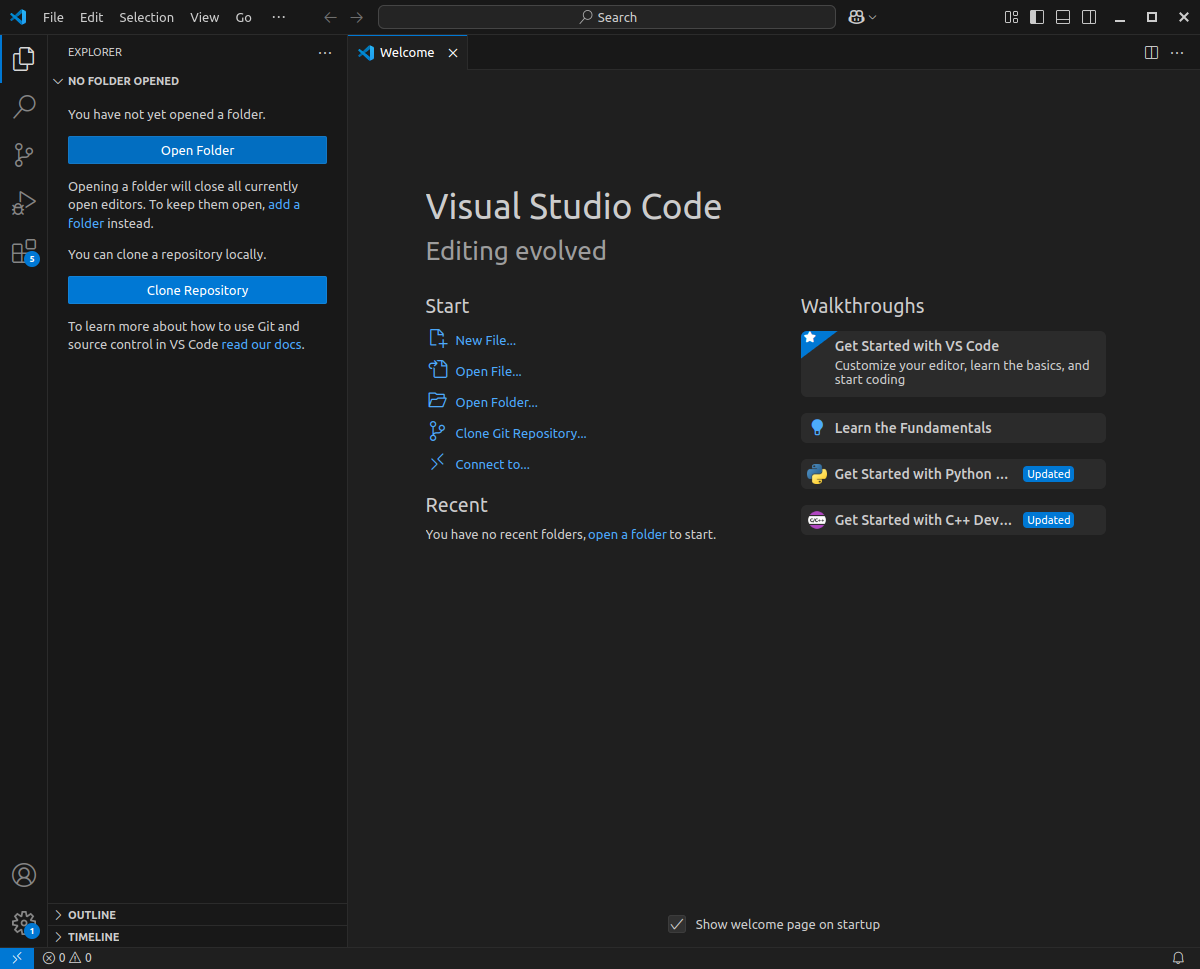 File Edit Selection View Go
Search
EXPLORER
Welcome
NO FOLDER OPENED
You have not yet opened a folder.
Open Folder
Opening a folder will close all currently
open editors. To keep them open, add a
folder instead.
You can clone a repository locally.
Clone Repository
To learn more about how to use Git and
source control in VS Code read our docs.
5
Visual Studio Code
Editing evolved
Start
New File...
Open File...
Open Folder...
Clone Git Repository...
Connect to...
Recent
You have no recent folders, open a folder to start.
Walkthroughs
Get Started with VS Code
Customize your editor, learn the basics, and
start coding
Learn the Fundamentals
Get Started with Python ... Updated
C/C++ Get Started with C++ Dev... Updated
Show welcome page on startup
OUTLINE
TIMELINE
1
0 0